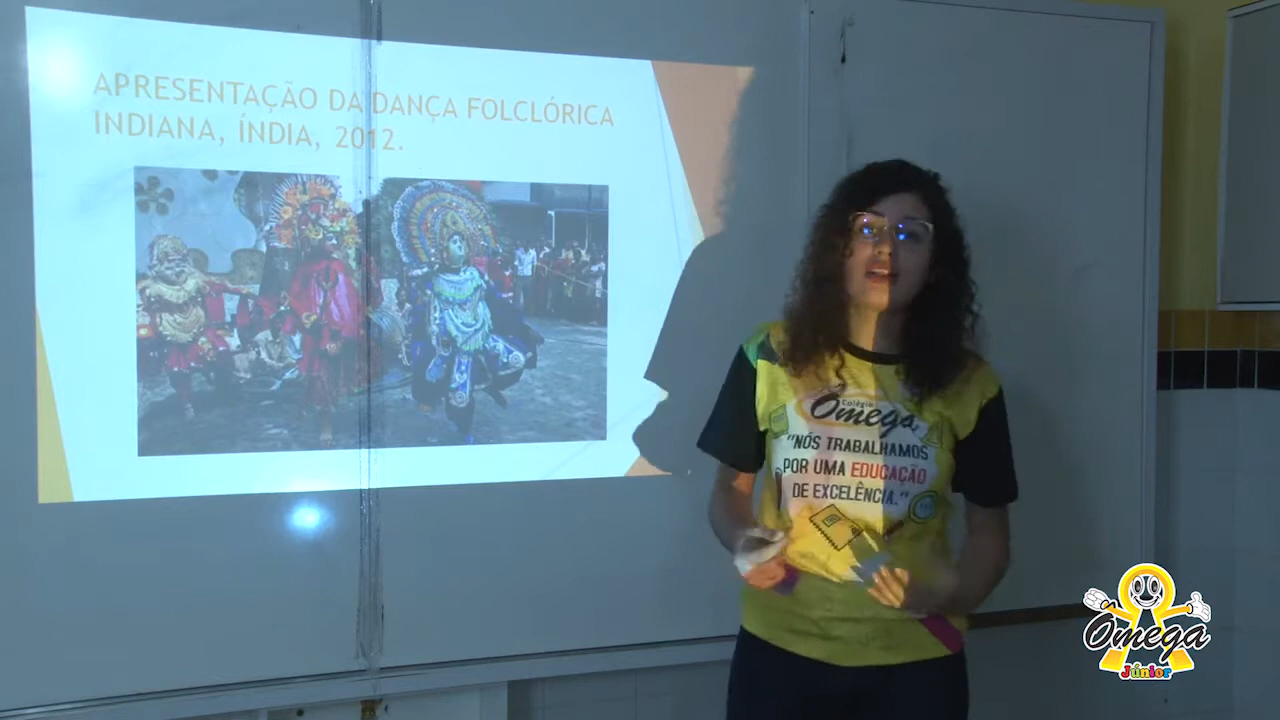 APRESENTAÇÃO DA DANÇA FOLCLÓRICA
INDIANA, ÍNDIA, 2012.
Colégio
Ômega
"NÓS TRABALHAMOS
POR UMA EDUCAÇÃO
DE EXCELÊNCIA."
Ômega
Júnior